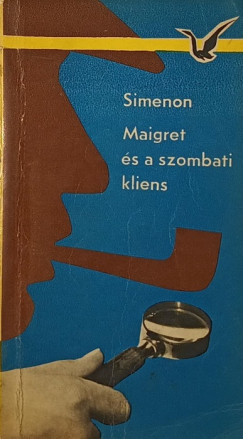 Simenon
Maigret
és a szombati
kliens